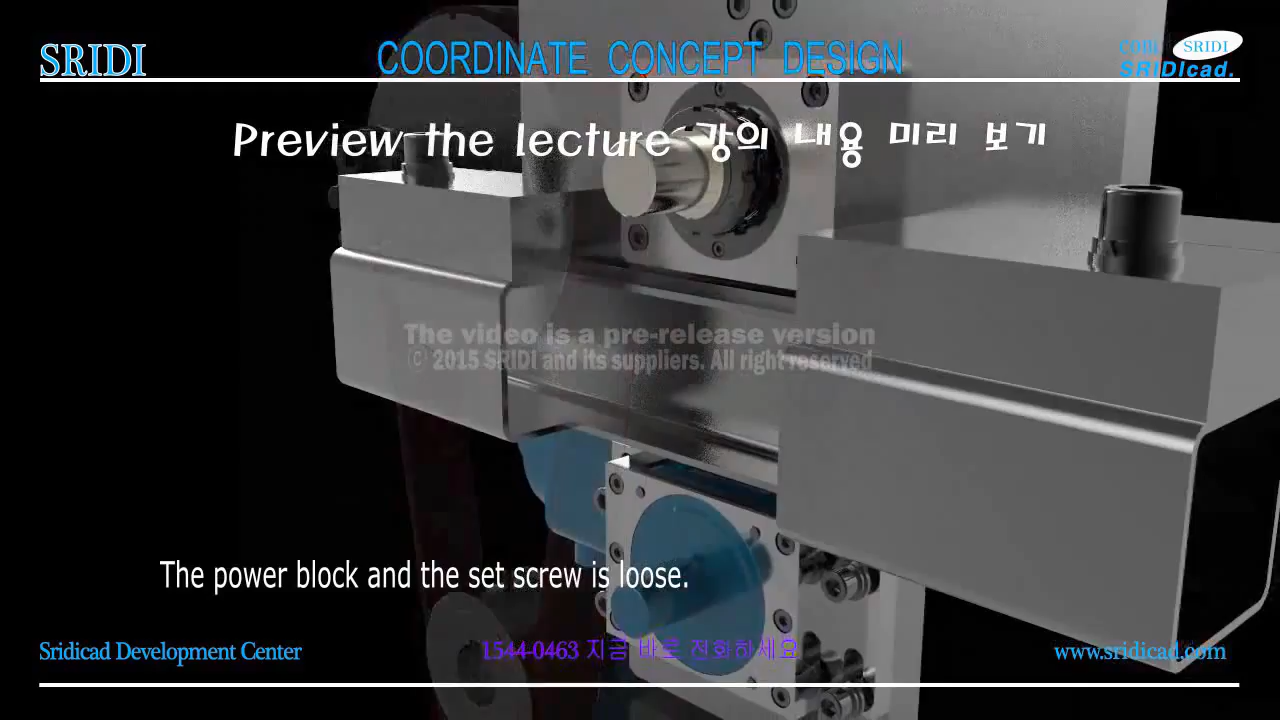 SRIDI
COORDINATE CONCEPT DESIGN
SRIDI
SRIDIcad.
Preview the lecture 강의 내용 미리 보기
The video is a pre-release version
© 2015 SRIDI and its suppliers. All right reserved
The power block and the set screw is loose.
Sridicad Development Center
1544-0463 지금 바로 전화하세요
www.sridicad.com